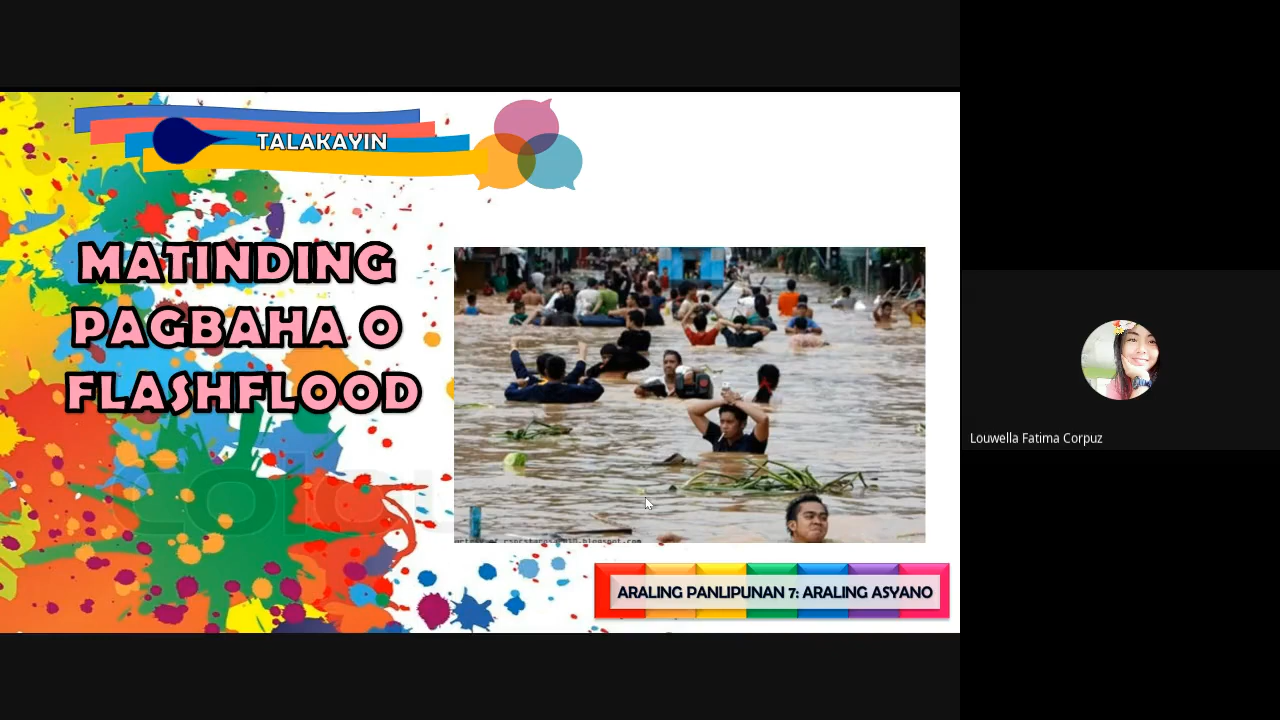 TALAKAYIN
MATINDING
PAGBAHA O
FLASHFLOOD
ARALING PANLIPUNAN 7: ARALING ASYANO
Louwella Fatima Corpuz